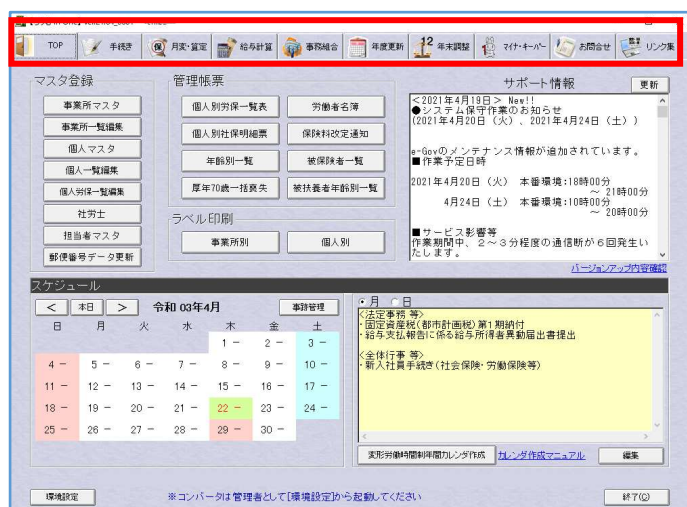 TOP
手続き
月変・算定
給与計算
事務組合
年度更新
12 年末調整
マイナンバー
お問合せ
リンク集
マスタ登録
事業所マスタ
事業所一覧編集
個人マスタ
個人一覧編集
個人労保一覧編集
社労士
担当者マスタ
郵便番号データ更新
管理帳票
個人別労保一覧表
労働者名簿
個人別社保明細票
保険料改定通知
年齢別一覧
被保険者一覧
厚年70歳一括喪失
被扶養者年齢別一覧
ラベル印刷
事業所別
個人別
サポート情報
更新
<2021年4月19日> New!!
●システム保守作業のお知らせ
(2021年4月20日(火)、2021年4月24日(土))
e-Govのメンテナンス情報が追加されています。
■作業予定日時
2021年4月20日(火) 本番環境:18時00分
~ 21時00分
4月24日(土) 本番環境:10時00分
~ 20時00分
■サービス影響等
作業期間中、2~3分程度の通信断が6回発生い
たします。
バージョンアップ内容確認
スケジュール
<
本日
>
令和 03年4月
事跡管理
日 月 火 水 木 金 土
1 - 2 - 3 -
4 - 5 - 6 - 7 - 8 - 9 - 10 -
11 - 12 - 13 - 14 - 15 - 16 - 17 -
18 - 19 - 20 - 21 - 22 - 23 - 24 -
25 - 26 - 27 - 28 - 29 - 30 -
月 日
<法定事務 等>
・固定資産税(都市計画税)第1期納付
・給与支払報告に係る給与所得者異動届出書提出
<全体行事 等>
・新入社員手続き(社会保険・労働保険等)
変形労働時間制年間カレンダ作成
カレンダ作成マニュアル
編集
環境設定
※コンバータは管理者として[環境設定]から起動してください
終了(C)